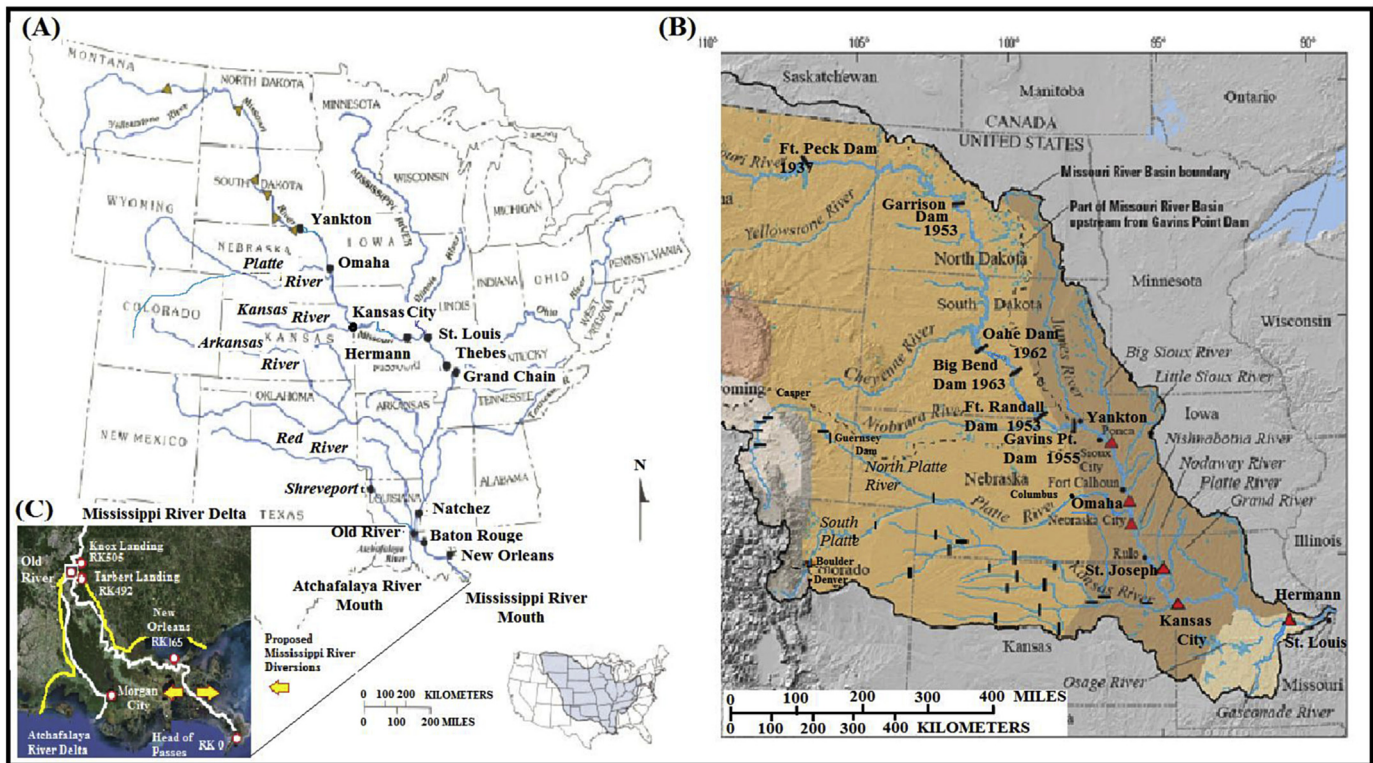 (A)
MONTANA
NORTH DAKOTA
MINNESOTA
Yellowstone River
Missouri
River
SOUTH DAKOTA
WISCONSIN
MISSISSIPPI RIVER
MICHIGAN
WYOMING
Yankton
NEBRASKA
IOWA
Platte
River
Omaha
Illinois River
INDIANA
OHIO
PENNSYLVANIA
Ohio
River
WEST VIRGINIA
COLORADO
Kansas
River
Kansas City
KANSAS
Missouri
St. Louis
Hermann
Thebes
Grand Chain
Arkansas
River
OKLAHOMA
ARKANSAS
TENNESSEE
NEW MEXICO
Red
River
ALABAMA
Shreveport
LOUISIANA
TEXAS
Natchez
Old River
Baton Rouge
New Orleans
Atchafalaya
River
Atchafalaya River
Mouth
Mississippi River
Mouth
N
0 100 200 KILOMETERS
0 100 200 MILES
(C)
Mississippi River Delta
Knox Landing
RK505
Old
River
Tarbert Landing
RK492
New
Orleans
RK165
Morgan
City
Atchafalaya
River Delta
Head of
Passes
RK 0
Proposed
Mississippi River
Diversions
(B)
110°
105°
100°
95°
90°
Saskatchewan
Manitoba
Ontario
CANADA
UNITED STATES
Ft. Peck Dam
1937
ouri River
Missouri River Basin boundary
Part of Missouri River Basin
upstream from Gavins Point Dam
Yellowstone River
Garrison
Dam
1953
North Dakota
Minnesota
South Dakota
James River
Wisconsin
Oahe Dam
1962
Cheyenne River
Big Bend
Dam 1963
Big Sioux River
Little Sioux River
oming
Casper
Niobrara River
Ft. Randall
Dam 1953
Yankton
Ponca
Iowa
Gavins Pt.
Dam 1955
Sioux
City
Nishnabotna River
Guernsey
Dam
North Platte
River
Nebraska
Fort Calhoun
Nodaway River
Platte River
Grand River
Columbus
Platte River
Omaha
Nebraska City
South
Platte
Rullo
Illinois
Boulder
Denver
olorado
St. Joseph
Kansas River
Kansas
City
Hermann
St. Louis
Kansas
Osage River
Missouri
Gasconade River
0 100 200 300 400 MILES
0 100 200 300 400 KILOMETERS